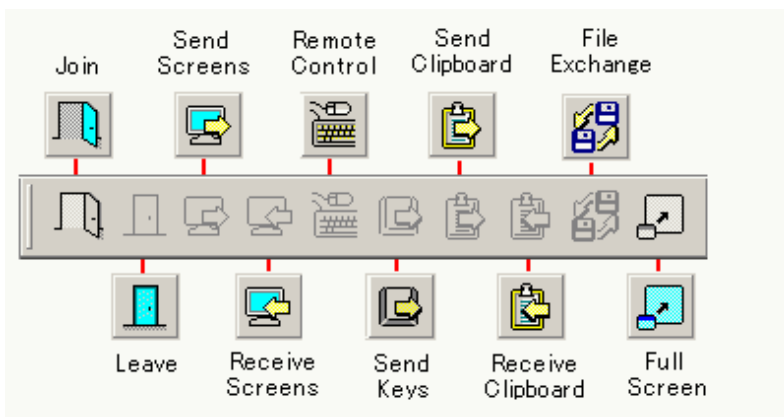 Join
Send
Screens
Remote
Control
Send
Clipboard
File
Exchange
Leave
Receive
Screens
Send
Keys
Receive
Clipboard
Full
Screen